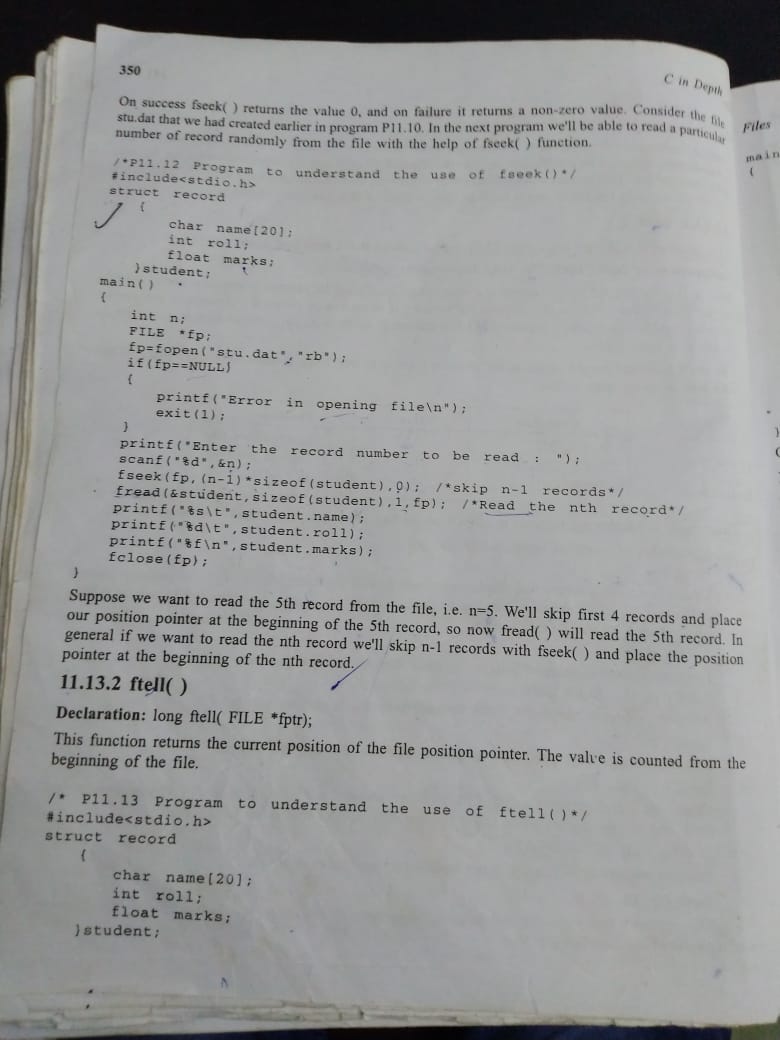 350
C in Depth
On success fseek( ) returns the value 0, and on failure it returns a non-zero value. Consider the file
stu.dat that we had created earlier in program P11.10. In the next program we'll be able to read a particular
number of record randomly from the file with the help of fseek( ) function.
/*P11.12 Program to understand the use of fseek()*/
#include<stdio.h>
struct record
{
char name[20];
int roll;
float marks;
}student;
main()
{
int n;
FILE *fp;
fp=fopen("stu.dat","rb");
if(fp==NULL)
{
printf("Error in opening file\n");
exit(1);
}
printf("Enter the record number to be read : ");
scanf("%d",&n);
fseek(fp,(n-1)*sizeof(student),0); /*skip n-1 records*/
fread(&student,sizeof(student),1,fp); /*Read the nth record*/
printf("%s\t",student.name);
printf("%d\t",student.roll);
printf("%f\n",student.marks);
fclose(fp);
}
Suppose we want to read the 5th record from the file, i.e. n=5. We'll skip first 4 records and place
our position pointer at the beginning of the 5th record, so now fread( ) will read the 5th record. In
general if we want to read the nth record we'll skip n-1 records with fseek( ) and place the position
pointer at the beginning of the nth record.
11.13.2 ftell( )
Declaration: long ftell( FILE *fptr);
This function returns the current position of the file position pointer. The value is counted from the
beginning of the file.
/* P11.13 Program to understand the use of ftell()*/
#include<stdio.h>
struct record
{
char name[20];
int roll;
float marks;
}student;
Files
main
(